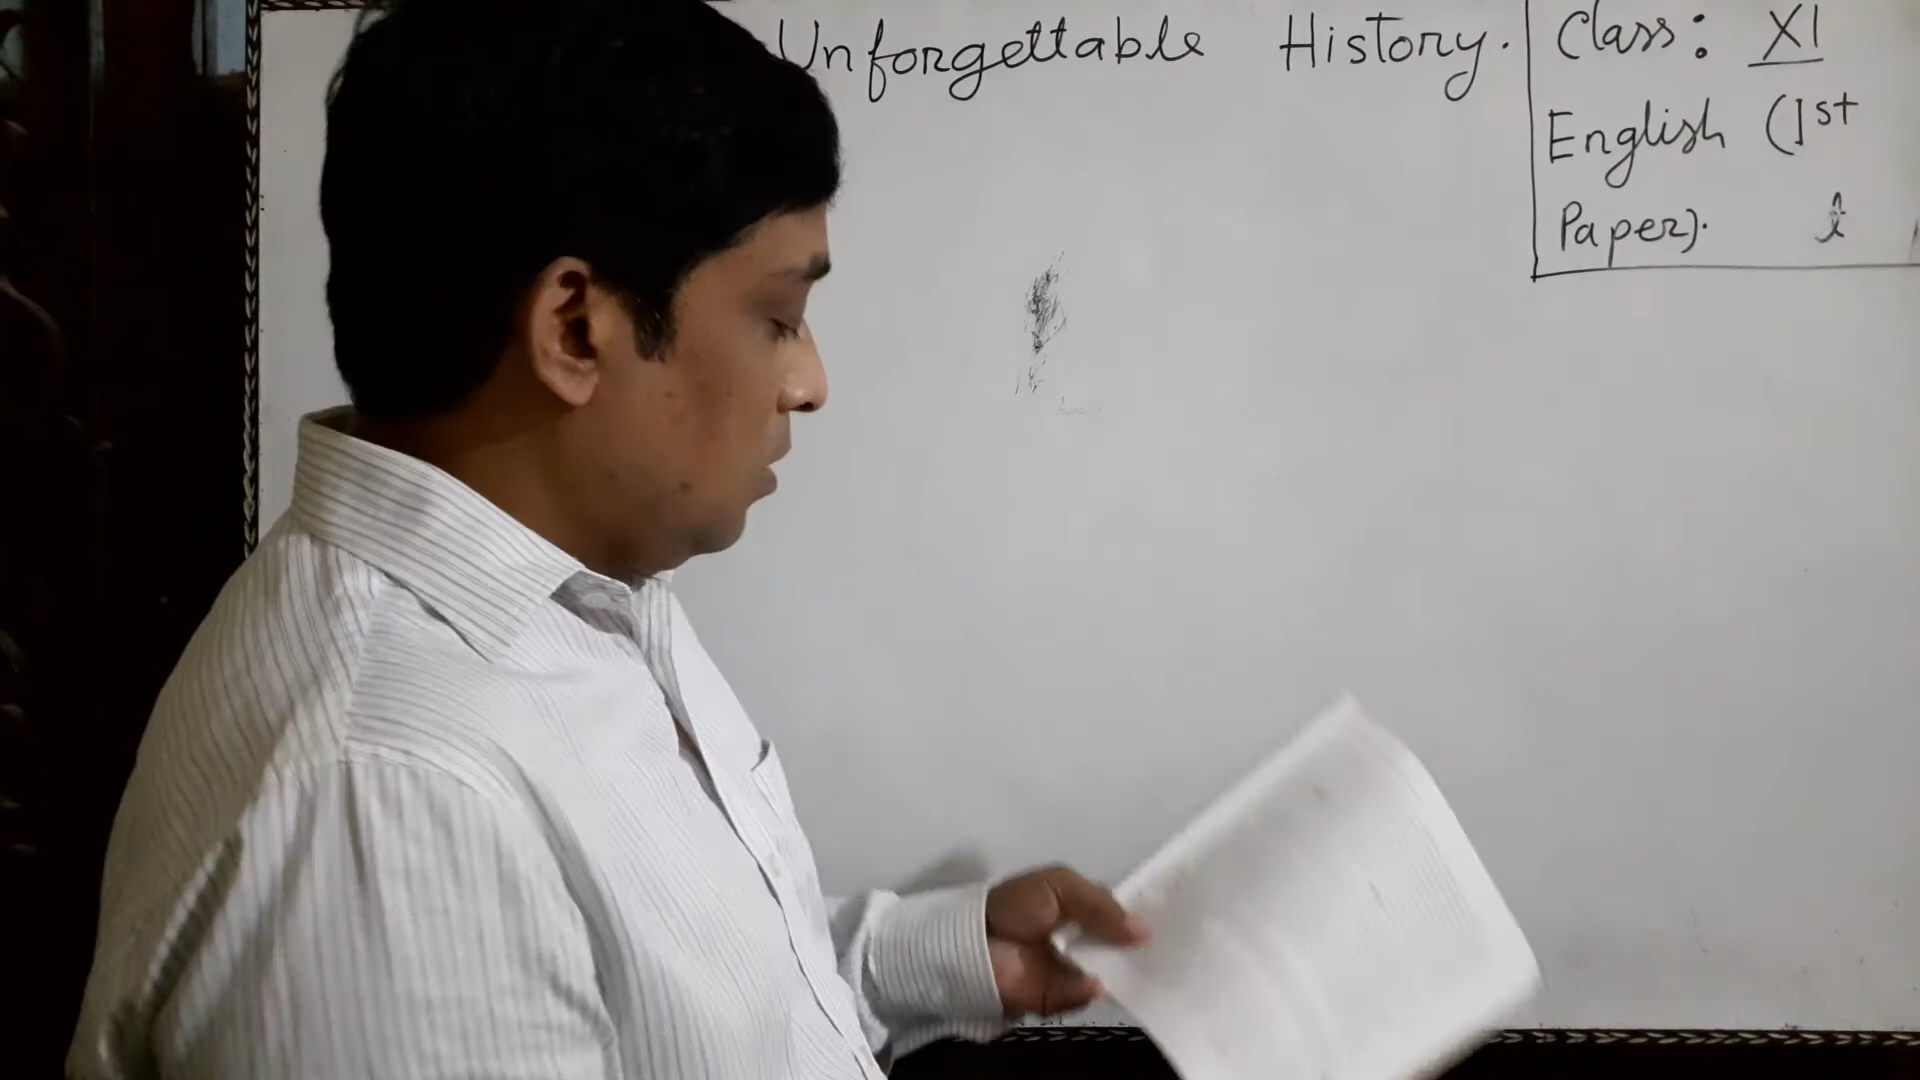 Unforgettable History.
Class: XI
English (1st
Paper).